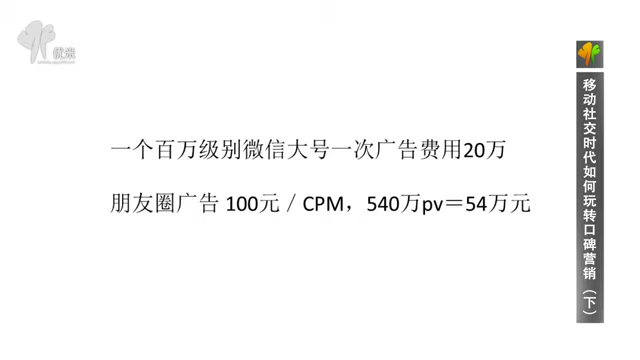 优米
一个百万级别微信大号一次广告费用20万
朋友圈广告 100元／CPM，540万pv＝54万元
移动社交时代如何玩转口碑营销（下）